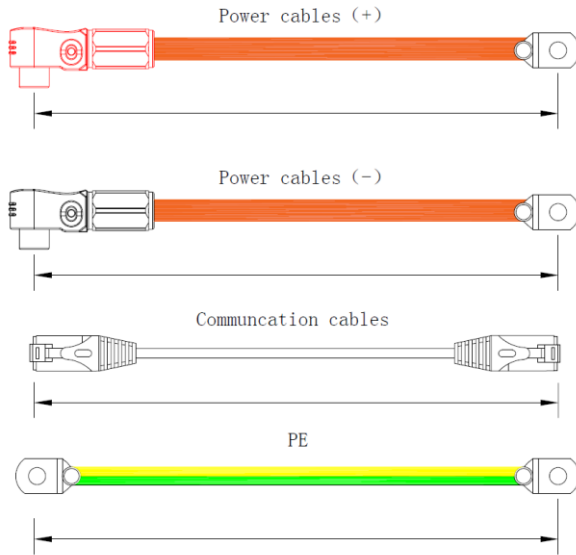 Power cables (+)
Power cables (-)
Communcation cables
PE